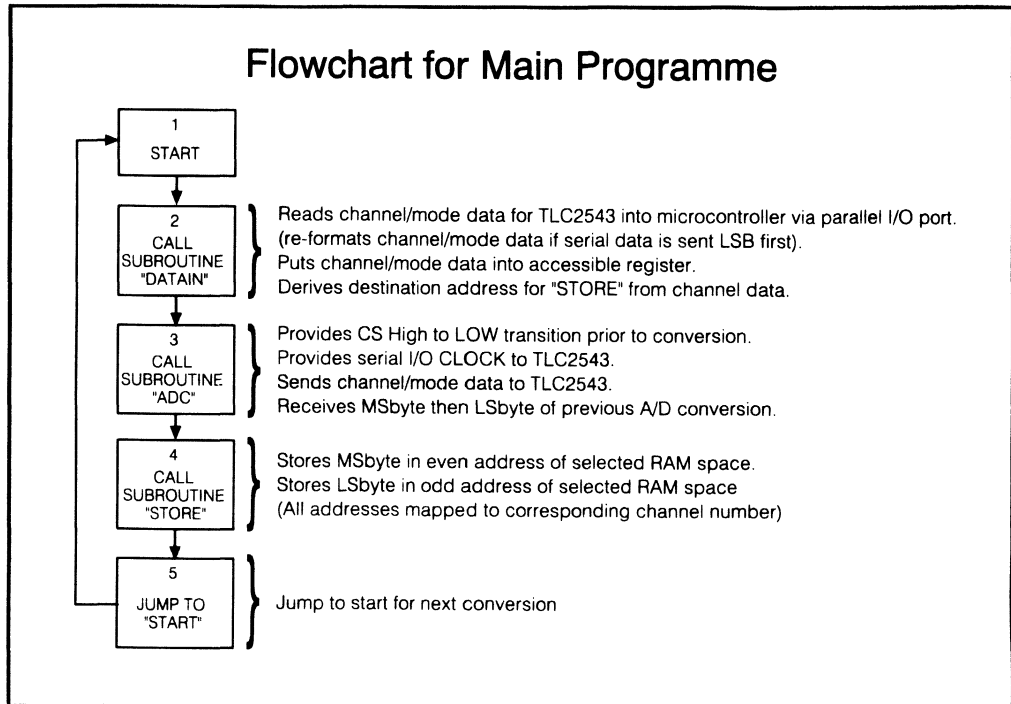 Flowchart for Main Programme
1
START
2
CALL
SUBROUTINE
"DATAIN"
Reads channel/mode data for TLC2543 into microcontroller via parallel I/O port.
(re-formats channel/mode data if serial data is sent LSB first).
Puts channel/mode data into accessible register.
Derives destination address for "STORE" from channel data.
3
CALL
SUBROUTINE
"ADC"
Provides CS High to LOW transition prior to conversion.
Provides serial I/O CLOCK to TLC2543.
Sends channel/mode data to TLC2543.
Receives MSbyte then LSbyte of previous A/D conversion.
4
CALL
SUBROUTINE
"STORE"
Stores MSbyte in even address of selected RAM space.
Stores LSbyte in odd address of selected RAM space
(All addresses mapped to corresponding channel number)
5
JUMP TO
"START"
Jump to start for next conversion